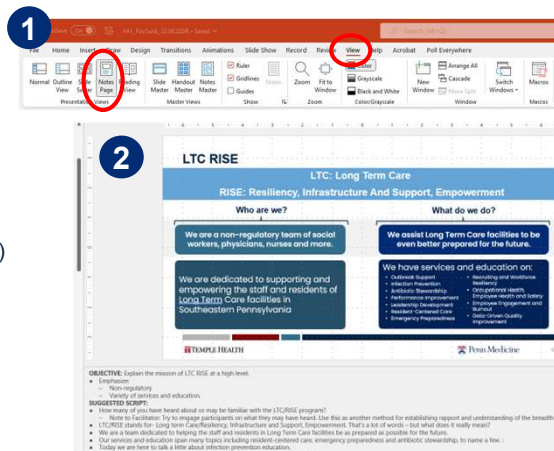 1
HH_FacGuid_22.06.2208 • Saved
Search (Alt+Q)
File Home Insert Draw Design Transitions Animations Slide Show Record Review View Help Acrobat Poll Everywhere
Normal Outline View Slide Sorter Notes Page Reading View
Slide Master Handout Master Notes Master
Ruler
Gridlines
Guides
Notes
Zoom Fit to Window
Color
Grayscale
Black and White
New Window
Arrange All
Cascade
Move Split
Switch Windows
Macros
Presentation Views Master Views Show Zoom Color/Grayscale Window Macros
2
)
LTC RISE
LTC: Long Term Care
RISE: Resiliency, Infrastructure And Support, Empowerment
Who are we?
We are a non-regulatory team of social
workers, physicians, nurses and more.
We are dedicated to supporting and
empowering the staff and residents of
Long Term Care facilities in
Southeastern Pennsylvania
What do we do?
We assist Long Term Care facilities to be
even better prepared for the future.
We have services and education on:
• Outbreak Support
• Infection Prevention
• Antibiotic Stewardship
• Performance Improvement
• Leadership Development
• Resident-Centered Care
• Emergency Preparedness
• Recruiting and Workforce
Resiliency
• Occupational Health,
Employee Health and Safety
• Employee Engagement and
Burnout
• Data-Driven Quality
Improvement
TEMPLE HEALTH
Penn Medicine
OBJECTIVE: Explain the mission of LTC RISE at a high level.
• Emphasize:
– Non-regulatory
– Variety of services and education.
SUGGESTED SCRIPT:
• How many of you have heard about or may be familiar with the LTC/RISE program?
– Note to Facilitator: Try to engage participants on what they may have heard. Use this as another method for establishing rapport and understanding of the breadth
• LTC/RISE stands for- Long term Care/Resiliency, Infrastructure and Support, Empowerment. That's a lot of words – but what does it really mean?
• We are a team dedicated to helping the staff and residents in Long Term Care facilities be as prepared as possible for the future.
• Our services and education span many topics including resident-centered care, emergency preparedness and antibiotic stewardship, to name a few. :
• Today we are here to talk a little about infection prevention education.